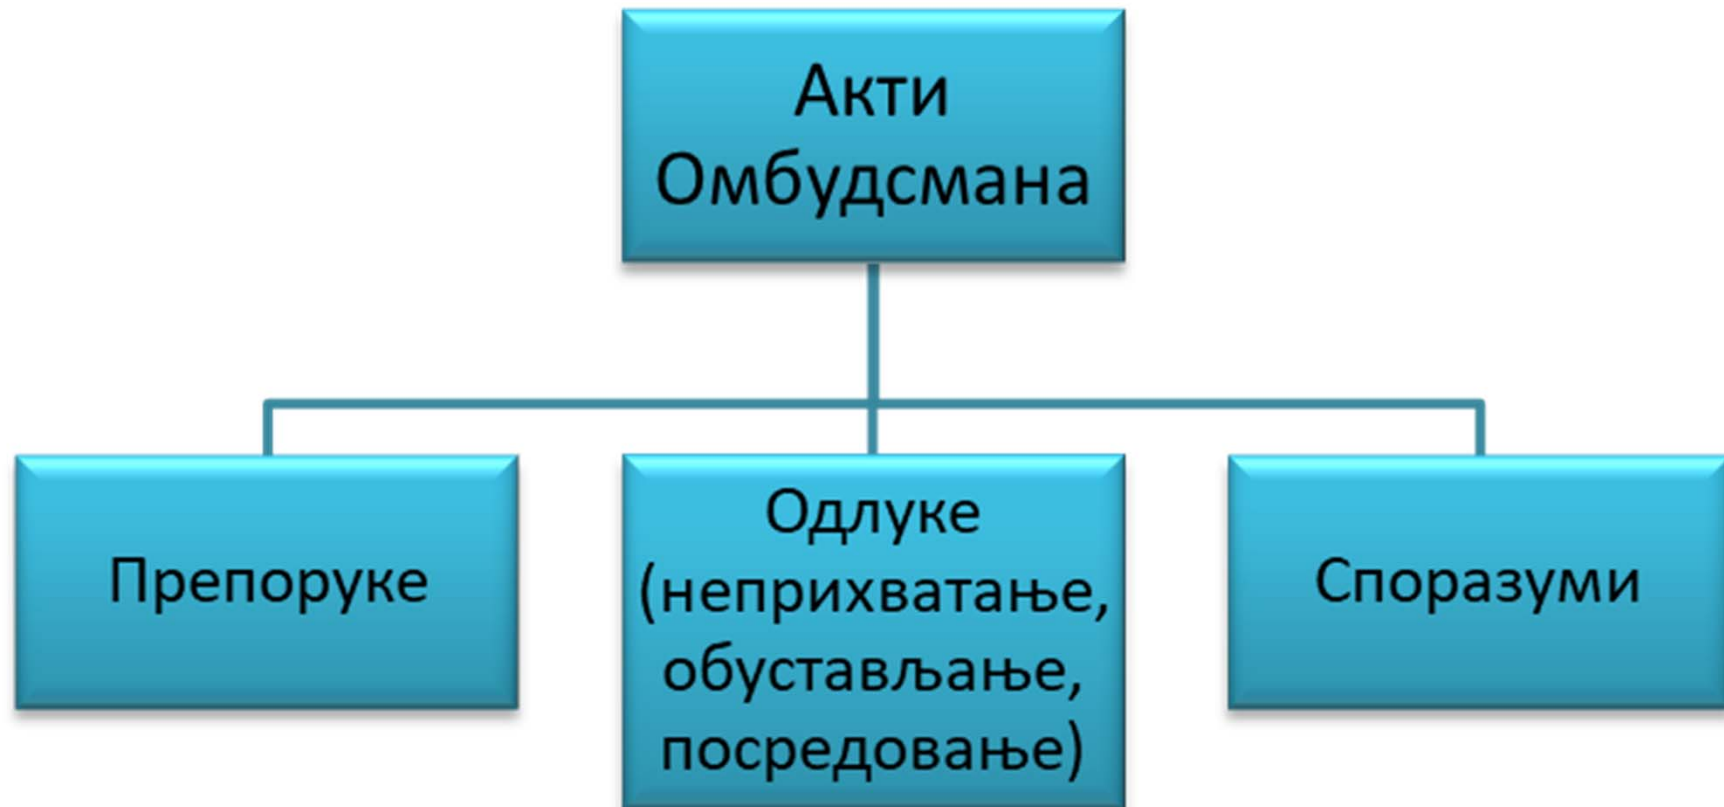 Акти
Омбудсмана
Препоруке
Одлуке
(неприхватање,
обустављање,
посредовање)
Споразуми